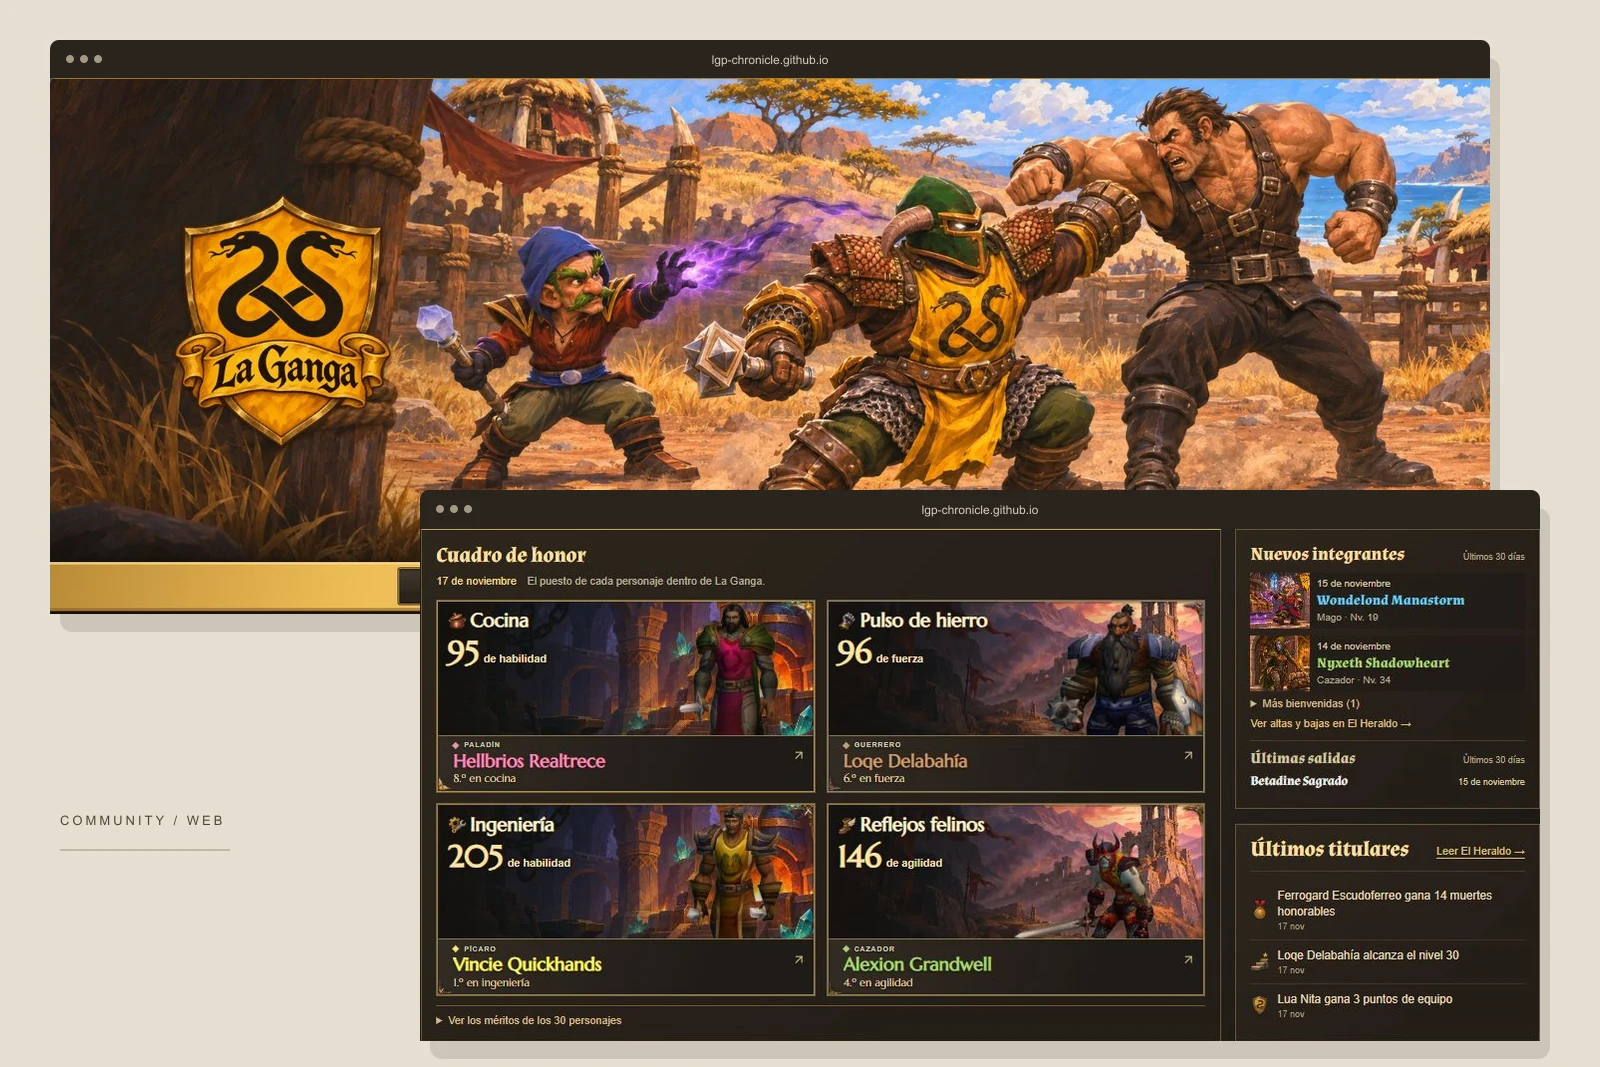 lgp-chronicle.github.io
La Ganga
lgp-chronicle.github.io
Cuadro de honor
17 de noviembre El puesto de cada personaje dentro de La Ganga.
Cocina
95 de habilidad
PALADÍN
Hellbrios Realtrece
8.º en cocina
Pulso de hierro
96 de fuerza
GUERRERO
Loqe Delabahía
6.º en fuerza
Ingeniería
205 de habilidad
PÍCARO
Vincie Quickhands
1.º en ingeniería
Reflejos felinos
146 de agilidad
CAZADOR
Alexion Grandwell
4.º en agilidad
Ver los méritos de los 30 personajes
Nuevos integrantes
Últimos 30 días
15 de noviembre
Wondelond Manastorm
Mago · Nv. 19
14 de noviembre
Nyxeth Shadowheart
Cazador · Nv. 34
Más bienvenidas (1)
Ver altas y bajas en El Heraldo →
Últimas salidas
Últimos 30 días
Betadine Sagrado
15 de noviembre
Últimos titulares
Leer El Heraldo →
Ferrogard Escudoferreo gana 14 muertes
honorables
17 nov
Loqe Delabahía alcanza el nivel 30
17 nov
Lua Nita gana 3 puntos de equipo
17 nov
COMMUNITY / WEB